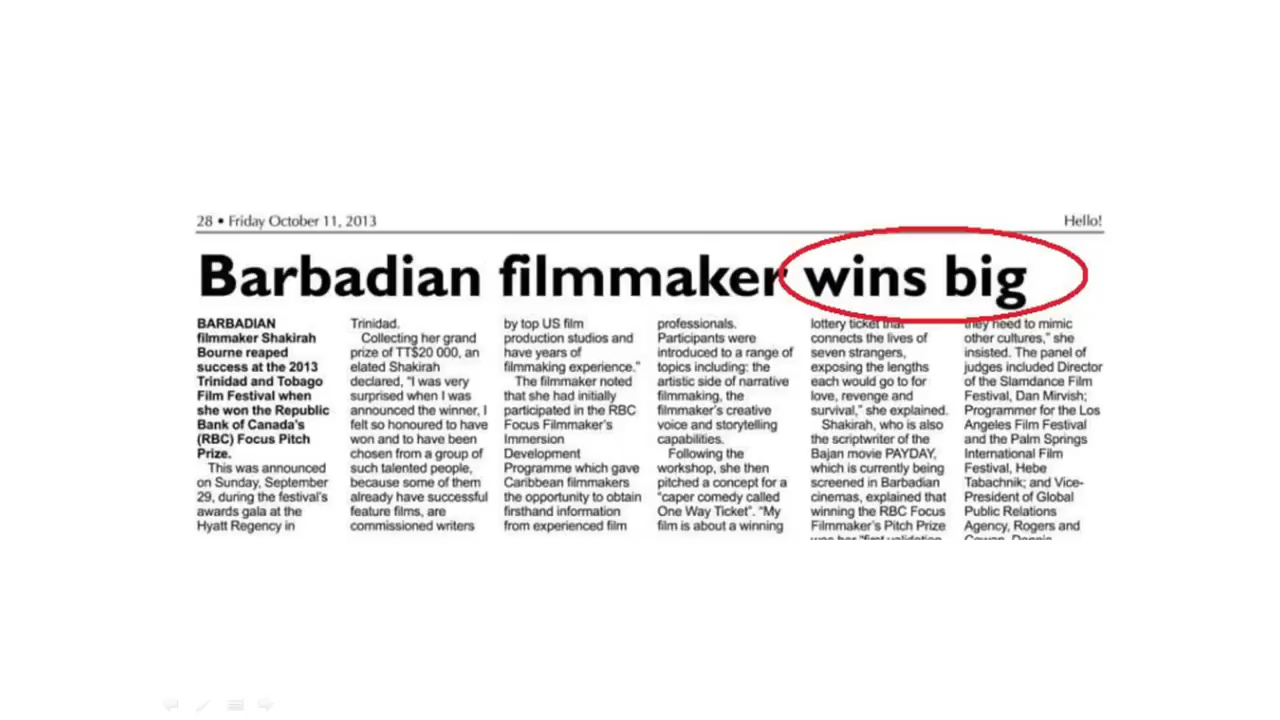 28 • Friday October 11, 2013
Hello!
Barbadian filmmaker wins big
BARBADIAN
filmmaker Shakirah
Bourne reaped
success at the 2013
Trinidad and Tobago
Film Festival when
she won the Republic
Bank of Canada's
(RBC) Focus Pitch
Prize.
This was announced
on Sunday, September
29, during the festival's
awards gala at the
Hyatt Regency in
Trinidad.
Collecting her grand
prize of TT$20 000, an
elated Shakirah
declared, "I was very
surprised when I was
announced the winner, I
felt so honoured to have
won and to have been
chosen from a group of
such talented people,
because some of them
already have successful
feature films, are
commissioned writers
by top US film
production studios and
have years of
filmmaking experience."
The filmmaker noted
that she had initially
participated in the RBC
Focus Filmmaker's
Immersion
Development
Programme which gave
Caribbean filmmakers
the opportunity to obtain
firsthand information
from experienced film
professionals.
Participants were
introduced to a range of
topics including: the
artistic side of narrative
filmmaking, the
filmmaker's creative
voice and storytelling
capabilities.
Following the
workshop, she then
pitched a concept for a
"caper comedy called
One Way Ticket". "My
film is about a winning
lottery ticket that
connects the lives of
seven strangers,
exposing the lengths
each would go to for
love, revenge and
survival," she explained.
Shakirah, who is also
the scriptwriter of the
Bajan movie PAYDAY,
which is currently being
screened in Barbadian
cinemas, explained that
winning the RBC Focus
Filmmaker's Pitch Prize
was her "first validation
they need to mimic
other cultures," she
insisted. The panel of
judges included Director
of the Slamdance Film
Festival, Dan Mirvish;
Programmer for the Los
Angeles Film Festival
and the Palm Springs
International Film
Festival, Hebe
Tabachnik; and Vice-
President of Global
Public Relations
Agency, Rogers and
Cowan, Dennis